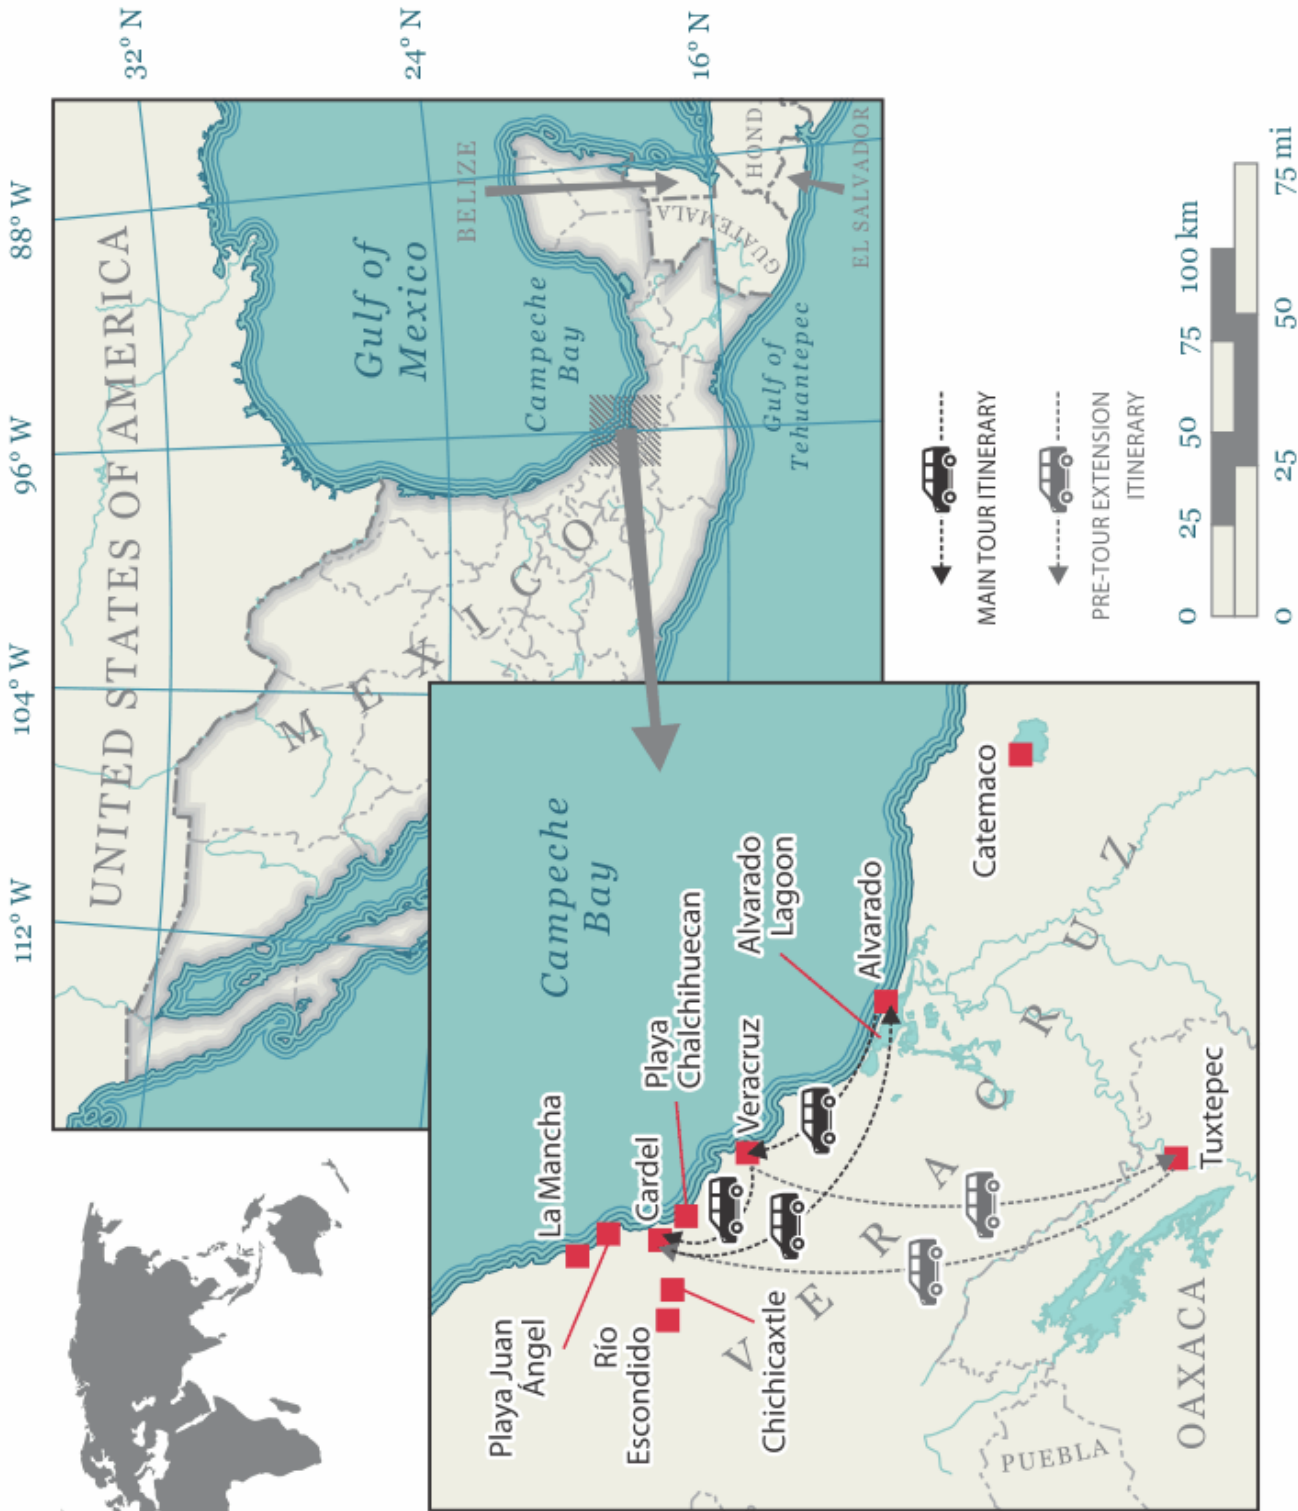 112° W
104° W
96° W
88° W
32° N
24° N
16° N
UNITED STATES OF AMERICA
MEXICO
Gulf of
Mexico
Campeche
Bay
BELIZE
GUATEMALA
HOND.
EL SALVADOR
Gulf of
Tehuantepec
Campeche
Bay
La Mancha
Playa Juan
Ángel
Cardel
Playa
Chalchihuecan
Río
Escondido
Chichicaxtle
Veracruz
Alvarado
Lagoon
Alvarado
Catemaco
VERACRUZ
Tuxtepec
PUEBLA
OAXACA
MAIN TOUR ITINERARY
PRE-TOUR EXTENSION
ITINERARY
0 25 50 75 100 km
0 25 50 75 mi